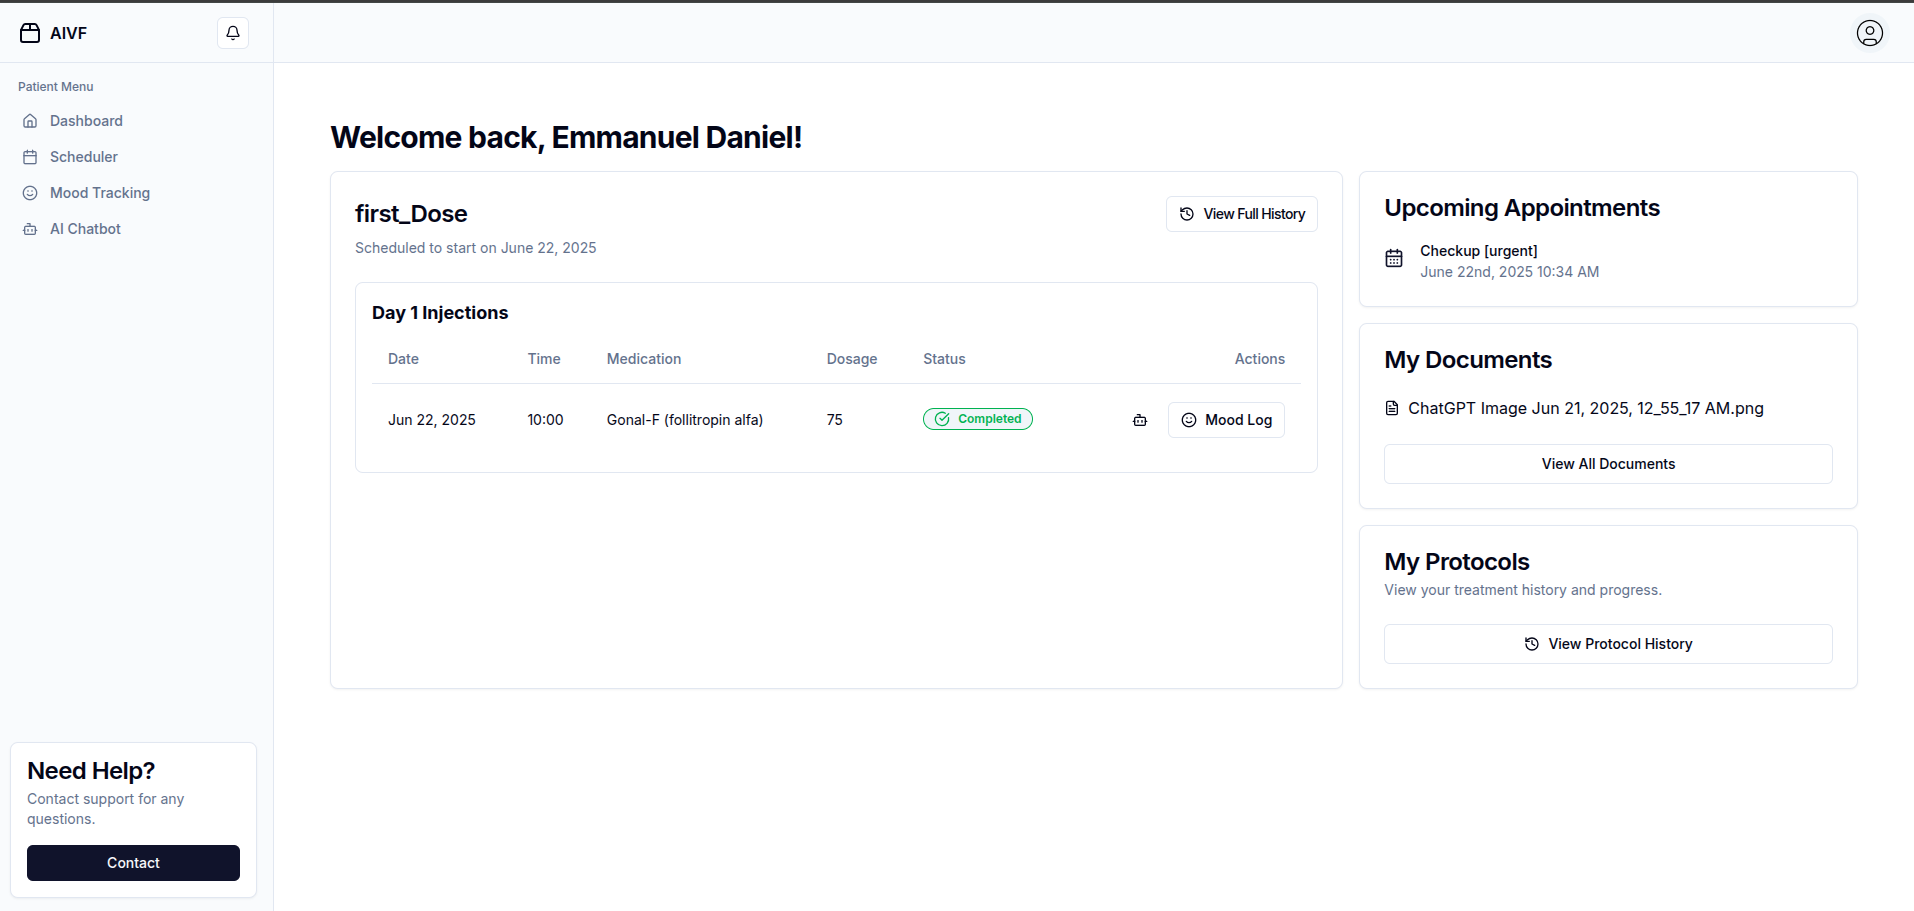 AIVF
Patient Menu
Dashboard
Scheduler
Mood Tracking
AI Chatbot
Need Help?
Contact support for any
questions.
Contact
Welcome back, Emmanuel Daniel!
first_Dose
View Full History
Scheduled to start on June 22, 2025
Day 1 Injections
Date Time Medication Dosage Status Actions
Jun 22, 2025 10:00 Gonal-F (follitropin alfa) 75 Completed Mood Log
Upcoming Appointments
Checkup [urgent]
June 22nd, 2025 10:34 AM
My Documents
ChatGPT Image Jun 21, 2025, 12_55_17 AM.png
View All Documents
My Protocols
View your treatment history and progress.
View Protocol History